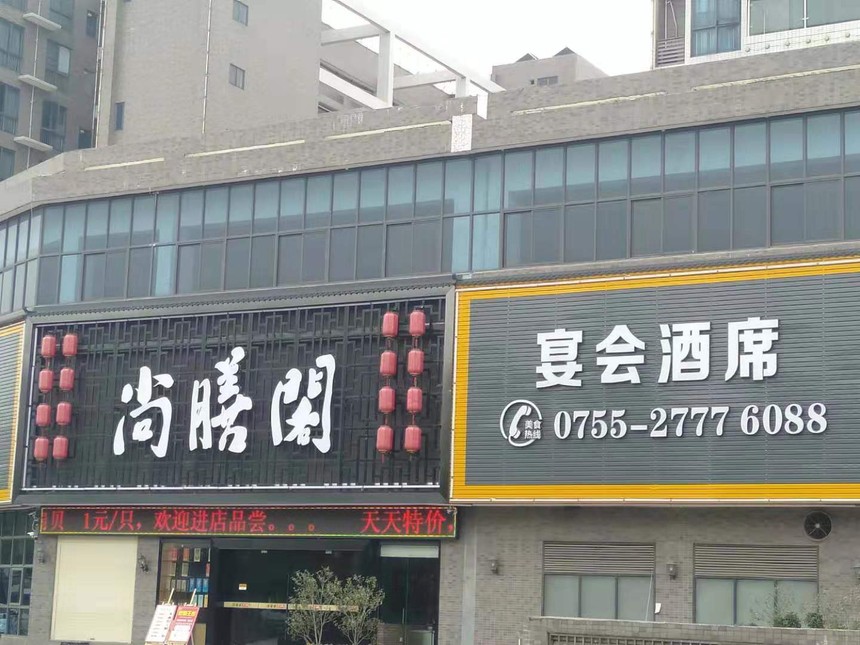 尚膳閣
宴会酒席
美食
热线
0755-2777 6088
贝 1元/只，欢迎进店品尝。。。 天天特价，